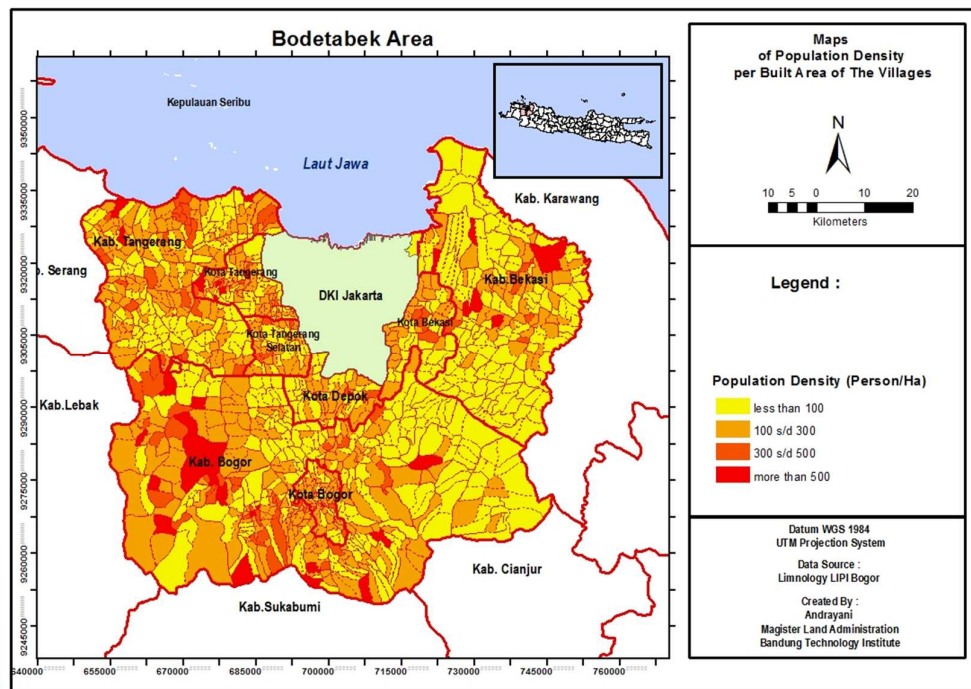 Bodetabek Area
Kepulauan Seribu
Laut Jawa
Kab. Karawang
Kab. Tangerang
Kota Tangerang
Kab.Bekasi
. Serang
DKI Jakarta
Kota Bekasi
Kota Tangerang
Selatan
Kota Depok
Kab.Lebak
Kab. Bogor
Kota Bogor
Kab. Cianjur
Kab.Sukabumi
640000
655000
670000
685000
700000
715000
730000
745000
760000
9360000
9335000
9320000
9305000
9290000
9275000
9260000
9245000
Maps
of Population Density
per Built Area of The Villages
N
10 5 0 10 20
Kilometers
Legend :
Population Density (Person/Ha)
less than 100
100 s/d 300
300 s/d 500
more than 500
Datum WGS 1984
UTM Projection System
Data Source :
Limnology LIPI Bogor
Created By :
Andrayani
Magister Land Administration
Bandung Technology Institute